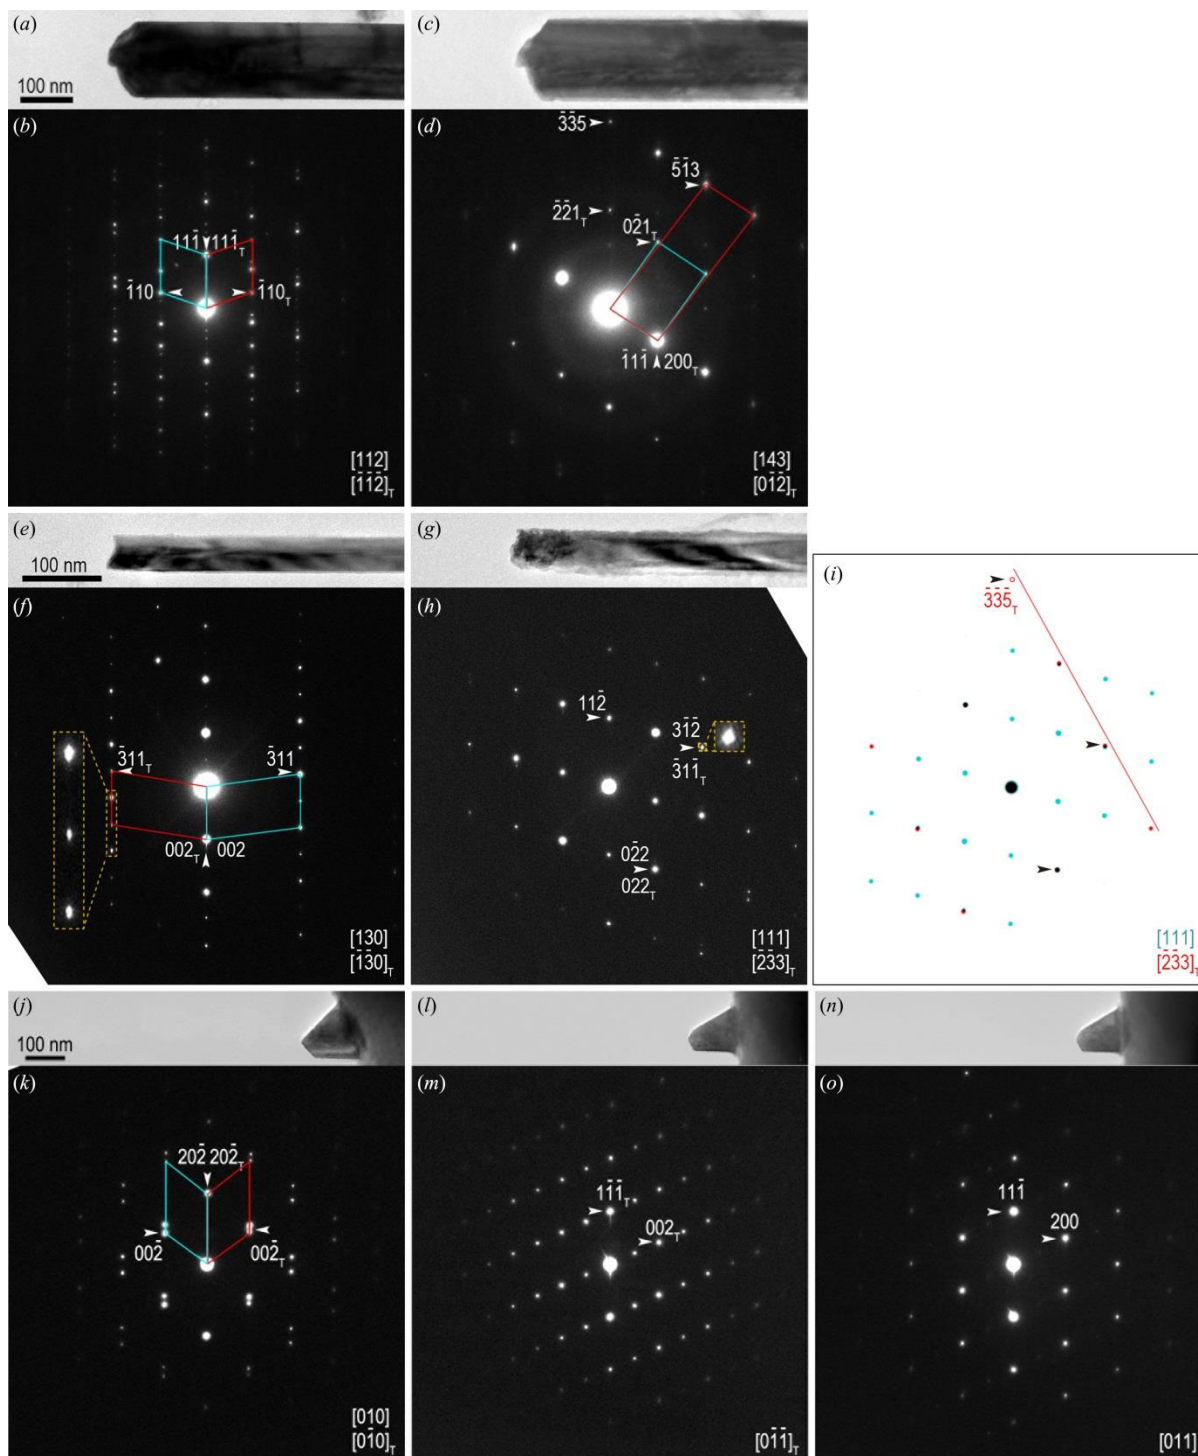 (a)
(c)
100 nm
(b)
(d)
3̅3̅5
5̅13
2̅2̅1T
02̅1T
111̅ 111̅T
1̅10
1̅10T
1̅11̅ 200T
[112]
[1̅1̅2̅]T
[143]
[01̅2̅]T
(e)
(g)
100 nm
(i)
3̅3̅5̅T
(f)
(h)
112̅
31̅2̅
3̅11̅T
3̅11T
3̅11
002T 002
02̅2
022T
[130]
[1̅3̅0]T
[111]
[2̅3̅3]T
[111]
[2̅3̅3]T
(j)
(l)
(n)
100 nm
(k)
(m)
(o)
202̅ 202̅T
11̅1̅T
111̅
002T
200
002̅
002̅T
[010]
[01̅0]T
[01̅1̅]T
[011]